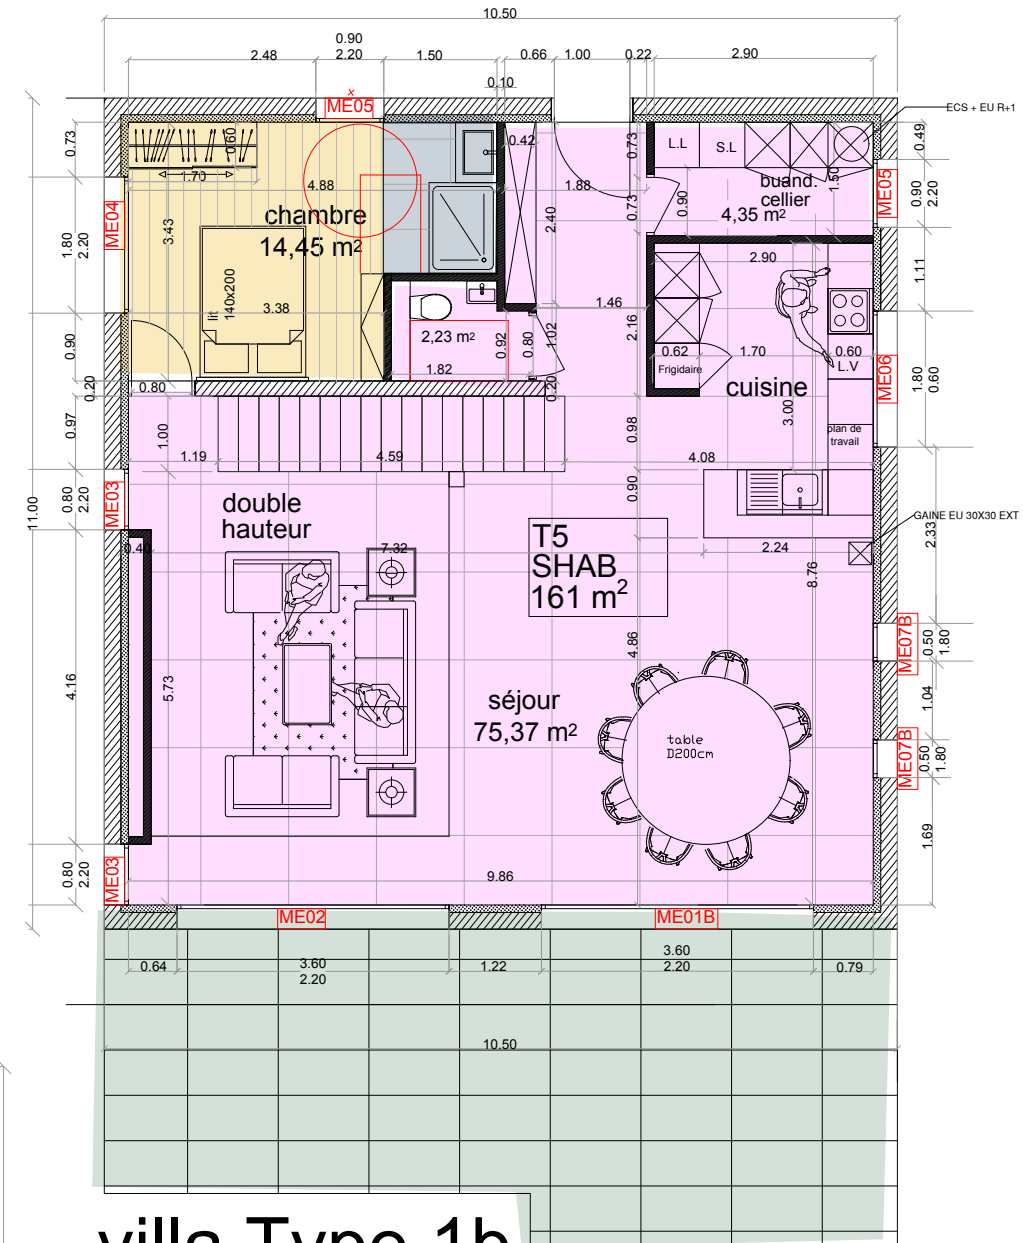 10.50
0.90
2.48 2.20 1.50 0.66 1.00 0.22 2.90
0.10
ME05
x
ECS + EU R+1
0.73
0.60
0.42
0.73
L.L
S.L
0.49
1.70
4.88
1.88
buand.
cellier
4,35 m²
1.50
0.90
0.73
ME05
0.90
2.20
ME04
1.80
2.20
3.43
chambre
14,45 m²
2.40
2.90
1.11
lit
140x200
3.38
1.46
2.16
2,23 m²
0.92
0.80
1.02
0.62
1.70
0.60
Frigidaire
L.V
cuisine
ME06
1.80
0.60
0.90
0.20
0.80
1.82
0.20
3.00
plan de
travail
0.97
1.00
1.19
4.59
0.98
4.08
11.00
0.80
2.20
ME03
double
hauteur
0.90
GAINE EU 30X30 EXT
2.33
0.40
7.32
T5
SHAB
161 m²
2.24
8.76
4.86
ME07B
0.50
1.80
4.16
5.73
séjour
75,37 m²
1.04
table
D200cm
ME07B
0.50
1.80
1.69
0.80
2.20
ME03
9.86
ME02
ME01B
0.64
3.60
2.20
1.22
3.60
2.20
0.79
10.50
villa Type 1b